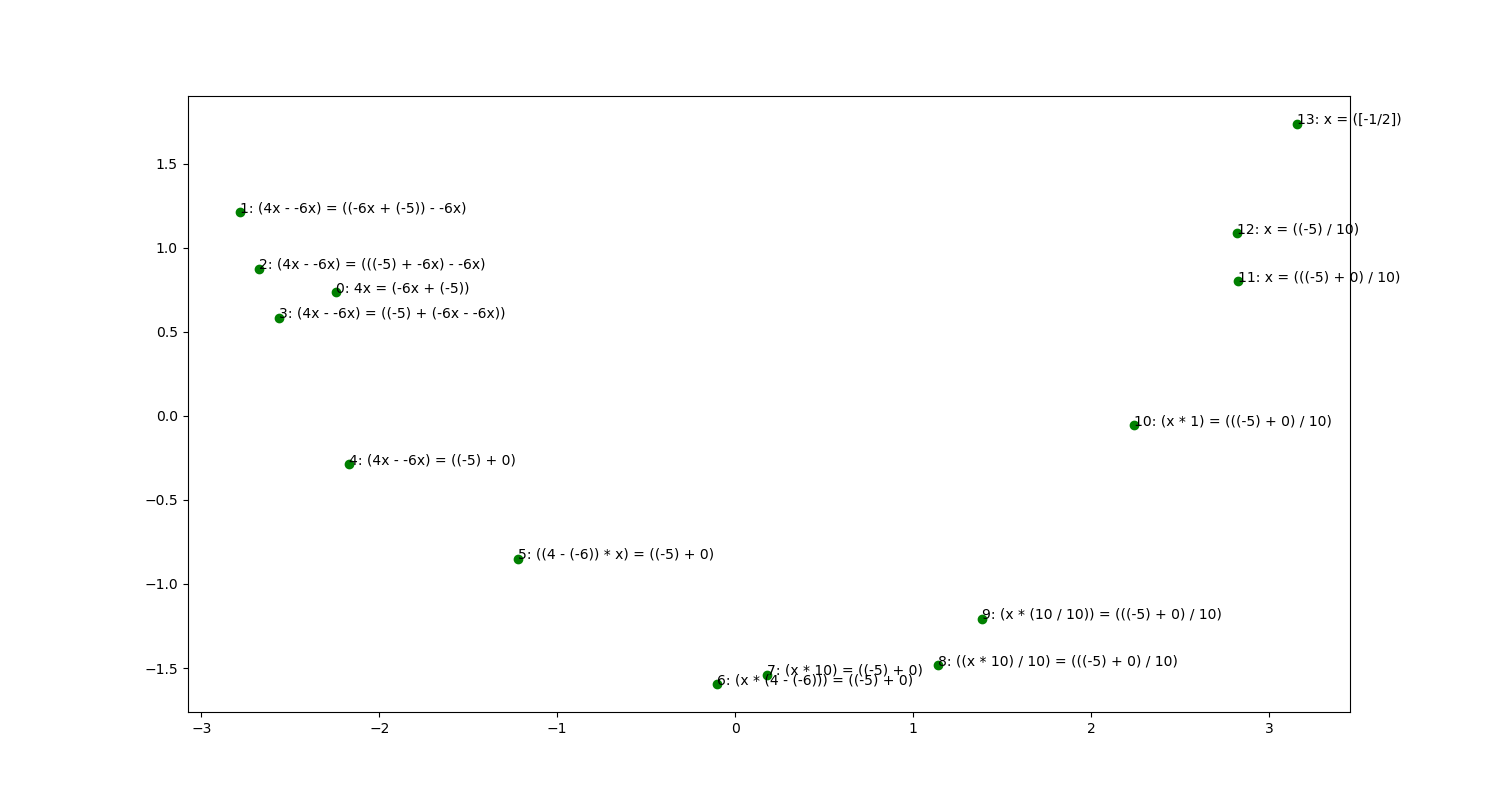 13: x = ([-1/2])
1.5
1: (4x - -6x) = ((-6x + (-5)) - -6x)
12: x = ((-5) / 10)
1.0
2: (4x - -6x) = (((-5) + -6x) - -6x)
11: x = (((-5) + 0) / 10)
0: 4x = (-6x + (-5))
3: (4x - -6x) = ((-5) + (-6x - -6x))
0.5
0.0
10: (x * 1) = (((-5) + 0) / 10)
4: (4x - -6x) = ((-5) + 0)
−0.5
5: ((4 - (-6)) * x) = ((-5) + 0)
−1.0
9: (x * (10 / 10)) = (((-5) + 0) / 10)
8: ((x * 10) / 10) = (((-5) + 0) / 10)
−1.5
7: (x * 10) = ((-5) + 0)
6: (x * (4 - (-6))) = ((-5) + 0)
−3 −2 −1 0 1 2 3